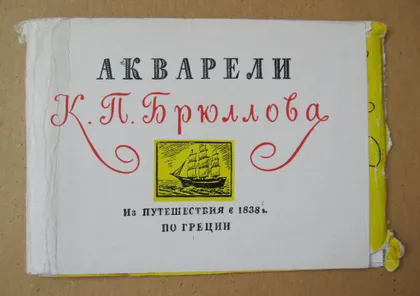 АКВАРЕЛИ
К.П.Брюллова
Из ПУТЕШЕСТВИЯ в 1838 г.
ПО ГРЕЦИИ